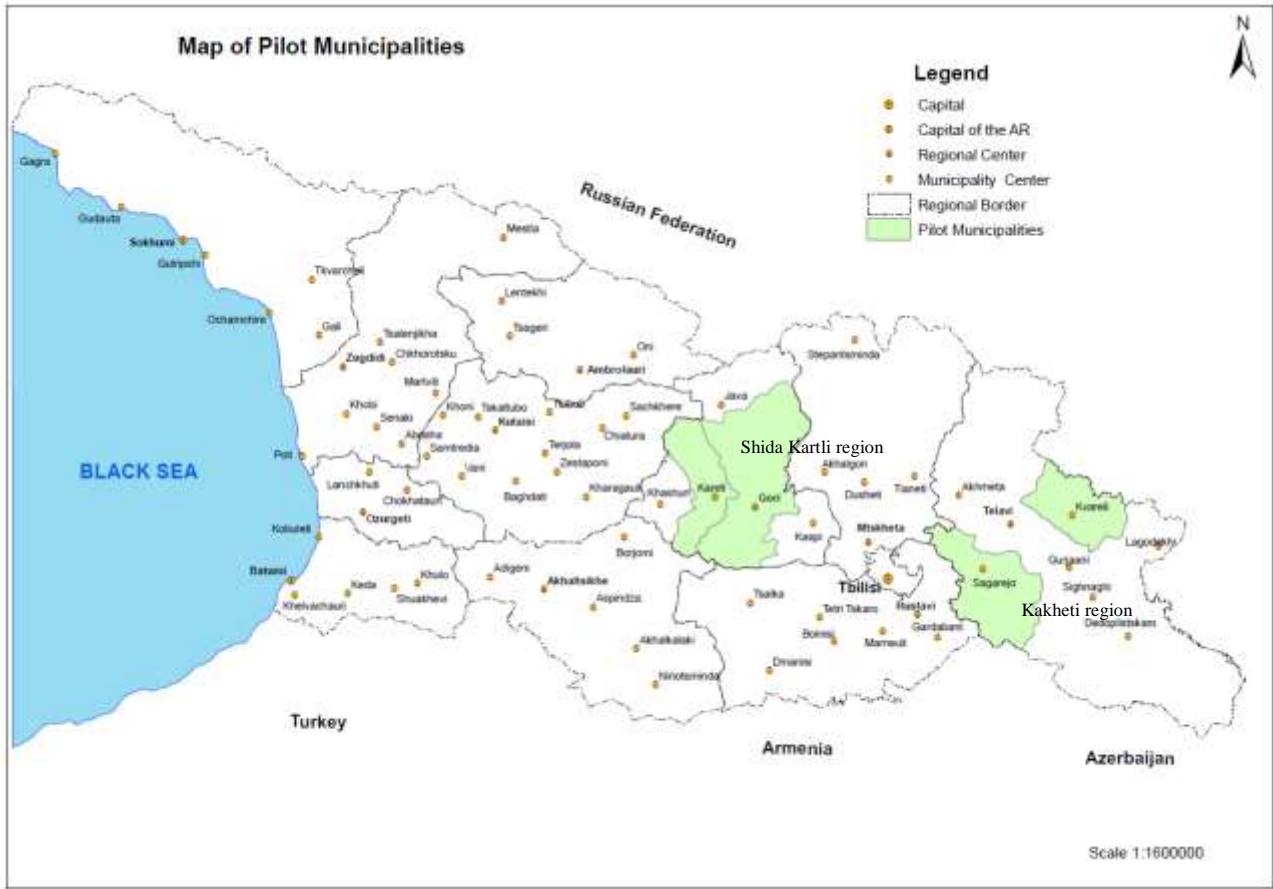 Map of Pilot Municipalities
N
Legend
Capital
Capital of the AR
Regional Center
Municipality Center
Regional Border
Pilot Municipalities
Russian Federation
Gagra
Gudauta
Sokhumi
Gulripshi
Ochamchire
Gali
Mestia
Lentekhi
Tsageri
Oni
Ambrolauri
Tsalenjikha
Chkhorotsku
Zugdidi
Martvili
Khobi
Senaki
Abasha
Poti
Khoni
Tskaltubo
Kutaisi
Samtredia
Vani
Baghdati
Terjola
Zestaponi
Sachkhere
Chiatura
Kharagauli
Khashuri
Lanchkhuti
Chokhatauri
Ozurgeti
Kobuleti
Batumi
Khelvachauri
Keda
Shuakhevi
Khulo
Adigeni
Akhaltsikhe
Aspindza
Borjomi
Akhalkalaki
Ninotsminda
Stepantsminda
Java
Shida Kartli region
Kareli
Gori
Kaspi
Akhalgori
Dusheti
Tianeti
Mtskheta
Tbilisi
Tsalka
Tetri Tskaro
Bolnisi
Dmanisi
Marneuli
Rustavi
Gardabani
Akhmeta
Telavi
Kvareli
Lagodekhi
Gurjaani
Sagarejo
Sighnaghi
Kakheti region
Dedoplistskaro
BLACK SEA
Turkey
Armenia
Azerbaijan
Scale 1:1600000